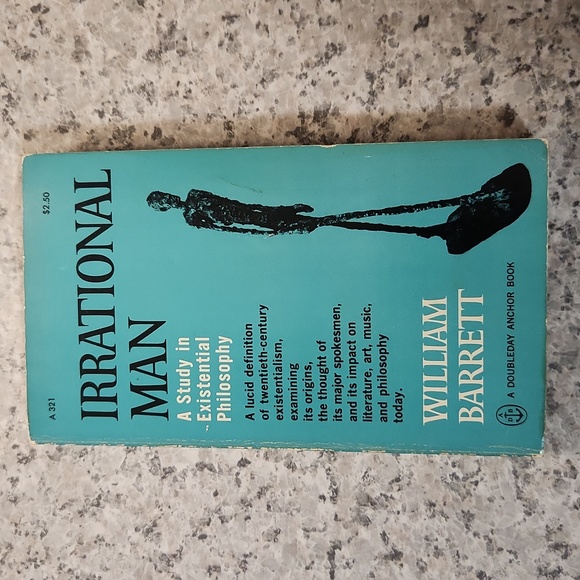 A 321
$2.50
IRRATIONAL
MAN
A Study in
Existential
Philosophy
A lucid definition
of twentieth-century
existentialism,
examining
its origins,
the thought of
its major spokesmen,
and its impact on
literature, art, music,
and philosophy
today.
WILLIAM
BARRETT
A DOUBLEDAY ANCHOR BOOK